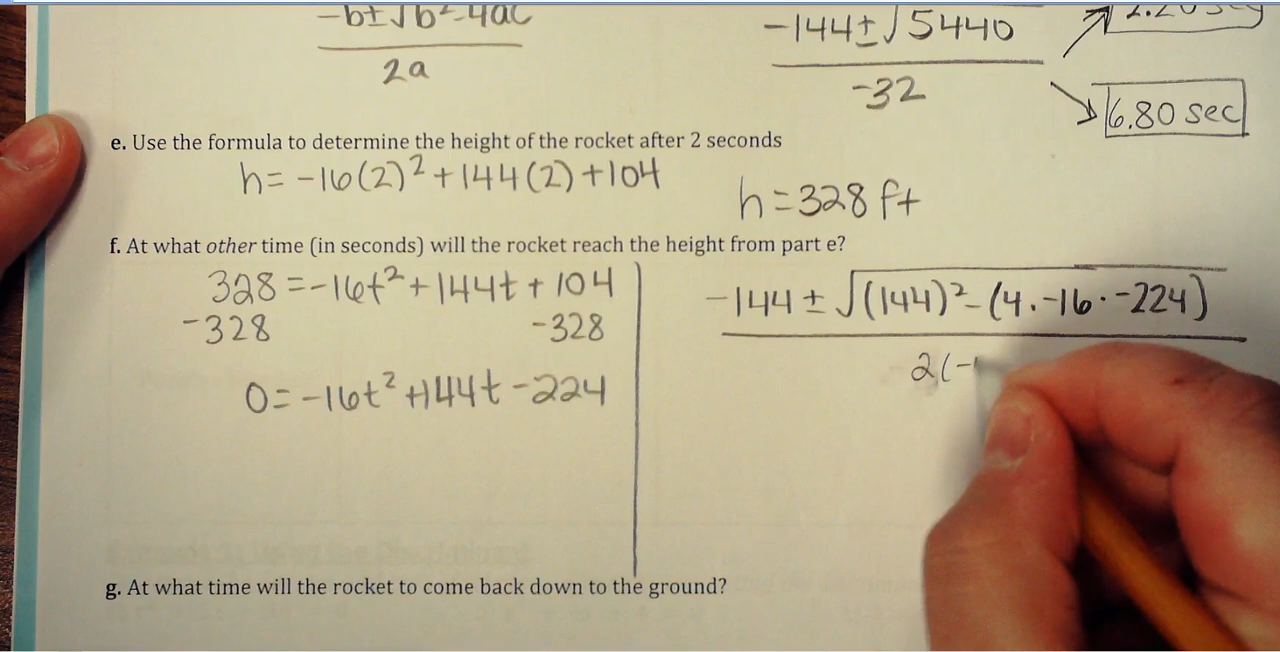 -b±√b²-4ac
2a
-144±√5440
-32
6.80 sec
e. Use the formula to determine the height of the rocket after 2 seconds
h=-16(2)²+144(2)+104
h=328 ft
f. At what other time (in seconds) will the rocket reach the height from part e?
328=-16t²+144t+104
-328 -328
0=-16t²+144t-224
-144±√(144)²-(4·-16·-224)
2(-
g. At what time will the rocket to come back down to the ground?